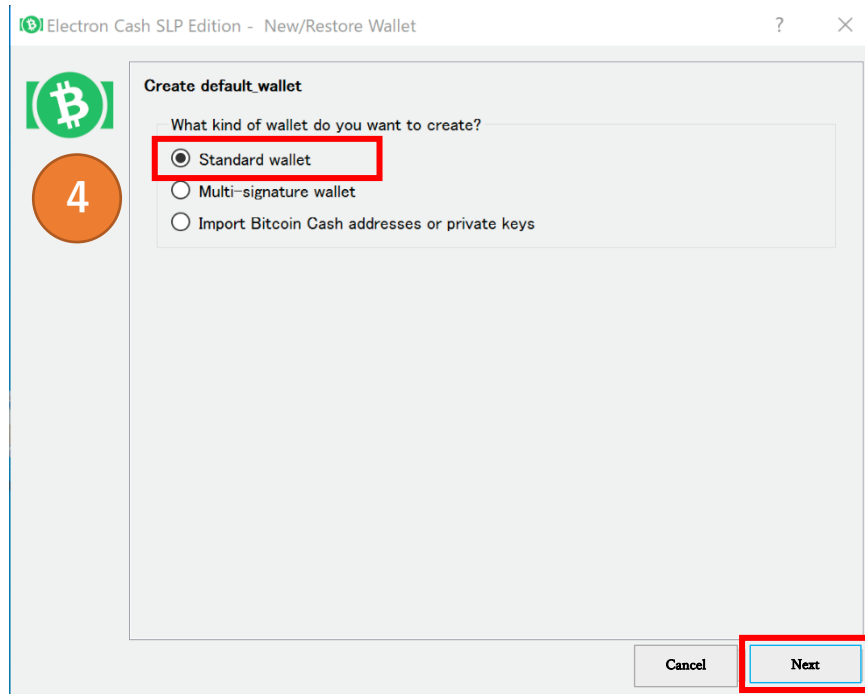 Electron Cash SLP Edition - New/Restore Wallet
Create default_wallet
What kind of wallet do you want to create?
4
Standard wallet
Multi-signature wallet
Import Bitcoin Cash addresses or private keys
Cancel
Next